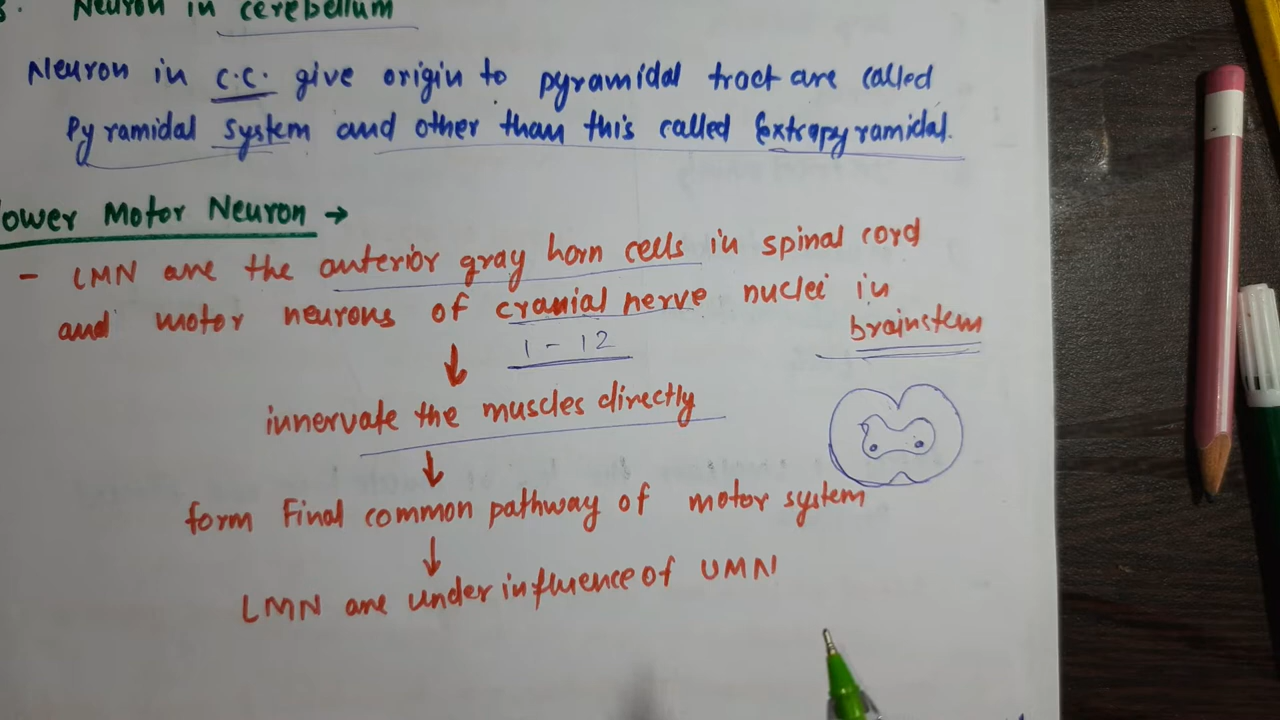 3. Neuron in cerebellum
Neuron in C.C. give origin to pyramidal tract are called
Pyramidal system and other than this called Extrapyramidal.
Lower Motor Neuron →
- LMN are the anterior gray horn cells in spinal cord
and motor neurons of cranial nerve nuclei in
brainstem
1 - 12
innervate the muscles directly
form Final common pathway of motor system
LMN are under influence of UMN